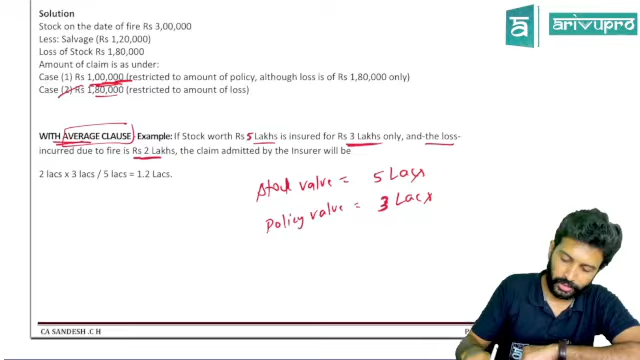 Solution
Stock on the date of fire Rs 3,00,000
Less: Salvage (Rs 1,20,000)
Loss of Stock Rs 1,80,000
Amount of claim is as under:
Case (1) Rs 1,00,000 (restricted to amount of policy, although loss is of Rs 1,80,000 only)
Case (2) Rs 1,80,000 (restricted to amount of loss)
WITH AVERAGE CLAUSE - Example: If Stock worth Rs 5 Lakhs is insured for Rs 3 Lakhs only, and the loss
incurred due to fire is Rs 2 Lakhs, the claim admitted by the Insurer will be
2 lacs x 3 lacs / 5 lacs = 1.2 Lacs.
Stock value = 5 Lacs
Policy value = 3 Lacs
CA SANDESH .C H
P
arivupro